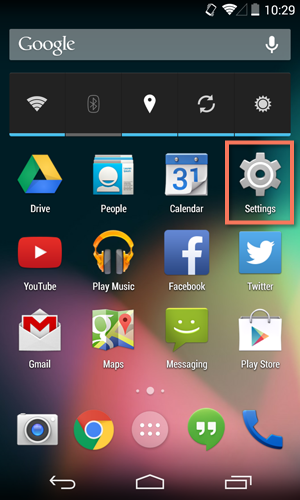 10:29
Google
Drive
People
31
Calendar
Settings
YouTube
Play Music
Facebook
Twitter
Gmail
Maps
Messaging
Play Store